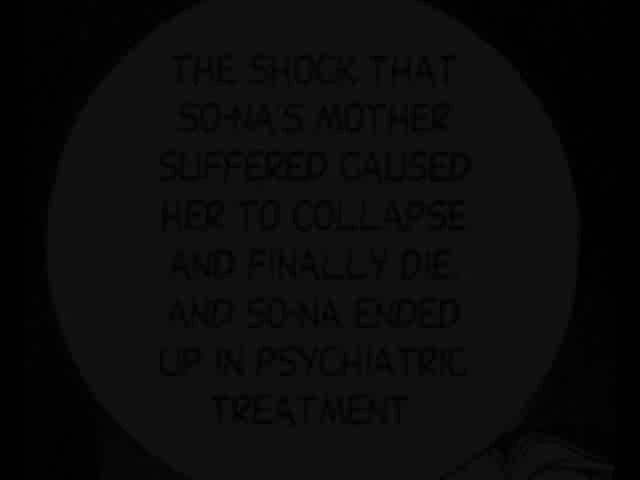 THE SHOCK THAT
SO-NA'S MOTHER
SUFFERED CAUSED
HER TO COLLAPSE
AND FINALLY DIE.
AND SO-NA ENDED
UP IN PSYCHIATRIC
TREATMENT.